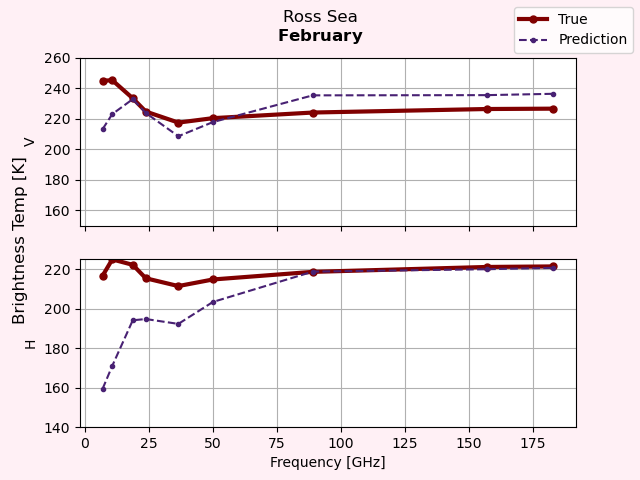 Ross Sea
February
True
Prediction
260
240
220
200
180
160
V
Brightness Temp [K]
220
200
180
160
140
H
0 25 50 75 100 125 150 175
Frequency [GHz]